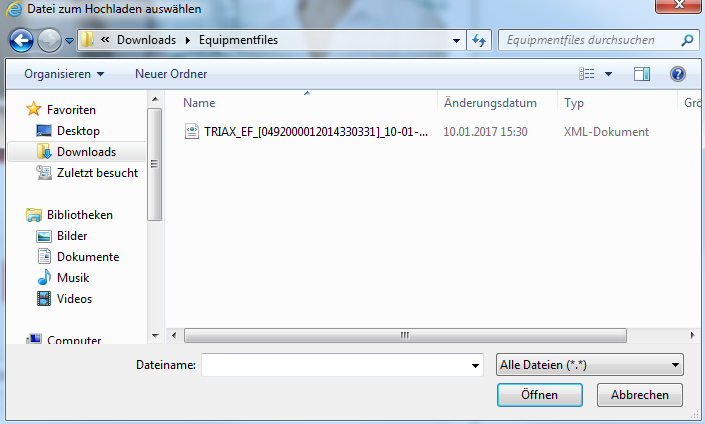 Datei zum Hochladen auswählen
Downloads Equipmentfiles
Equipmentfiles durchsuchen
Organisieren Neuer Ordner
Name Änderungsdatum Typ Grö
TRIAX_EF_[0492000012014330331]_10-01-... 10.01.2017 15:30 XML-Dokument
Favoriten
Desktop
Downloads
Zuletzt besucht
Bibliotheken
Bilder
Dokumente
Musik
Videos
Computer
Dateiname:
Alle Dateien (*.*)
Öffnen Abbrechen